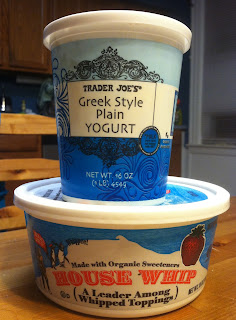 TRADER JOE'S
Greek Style
Plain
YOGURT
NET WT. 16 OZ
(1 LB) 454g
Made with Organic Sweeteners
HOUSE WHIP
(A Leader Among
Whipped Toppings)